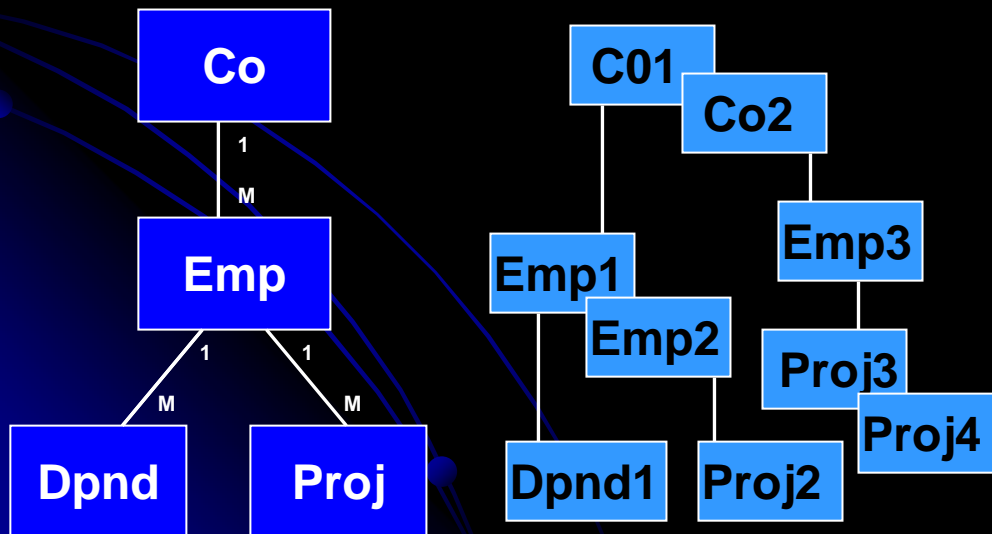 Co
1
M
Emp
1
1
M
M
Dpnd
Proj
C01
Co2
Emp1
Emp2
Emp3
Proj3
Proj4
Dpnd1
Proj2